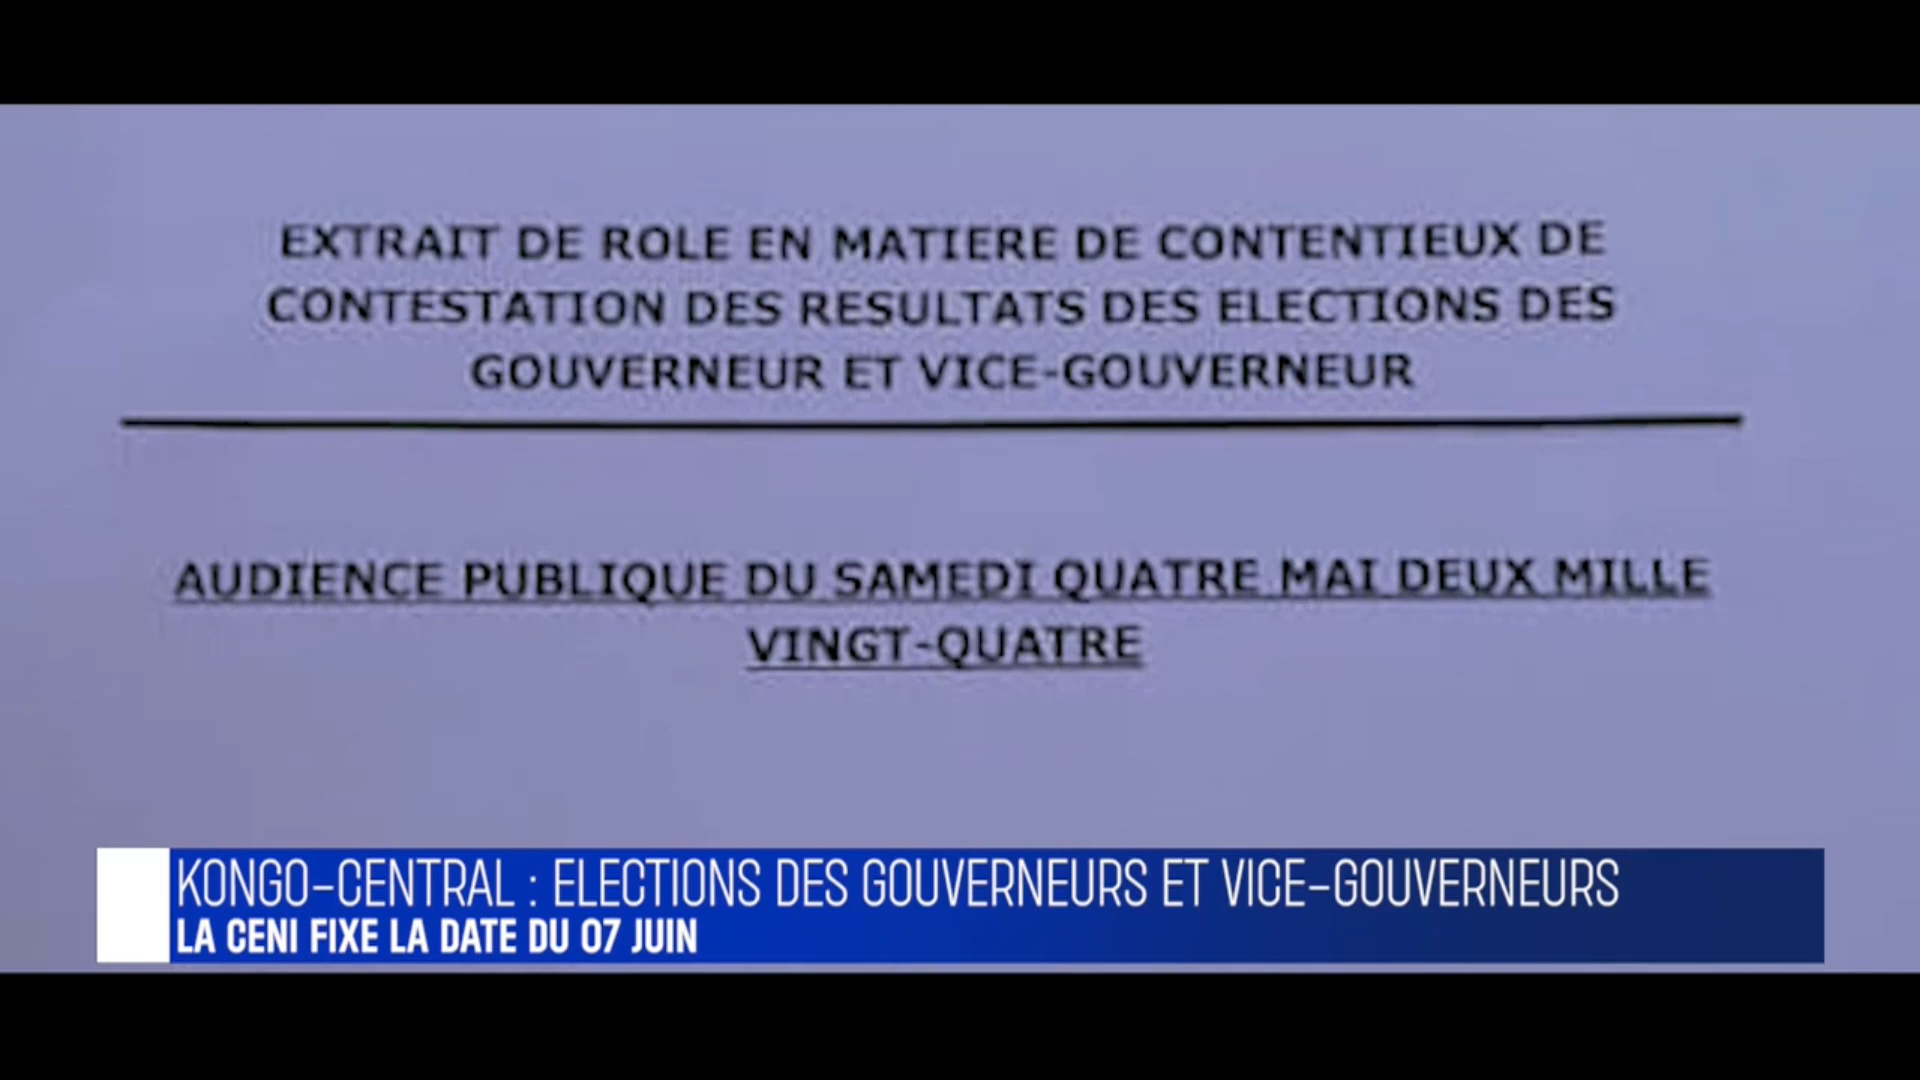 EXTRAIT DE ROLE EN MATIERE DE CONTENTIEUX DE
CONTESTATION DES RESULTATS DES ELECTIONS DES
GOUVERNEUR ET VICE-GOUVERNEUR
AUDIENCE PUBLIQUE DU SAMEDI QUATRE MAI DEUX MILLE
VINGT-QUATRE
KONGO-CENTRAL : ELECTIONS DES GOUVERNEURS ET VICE-GOUVERNEURS
LA CENI FIXE LA DATE DU 07 JUIN